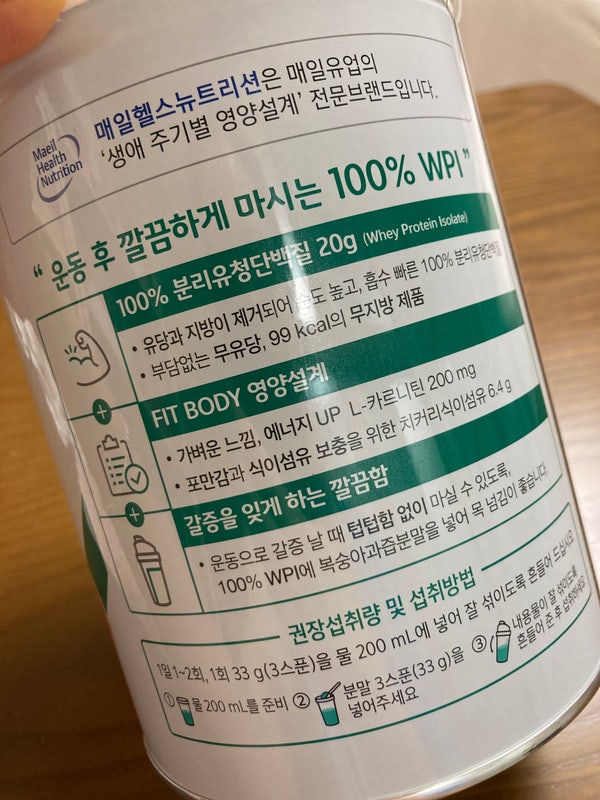 Maeil
Health
Nutrition
매일헬스뉴트리션은 매일유업의
‘생애 주기별 영양설계’ 전문브랜드입니다.
“ 운동 후 깔끔하게 마시는 100% WPI ”
100% 분리유청단백질 20g (Whey Protein Isolate)
• 유당과 지방이 제거되어 순도 높고, 흡수 빠른 100% 분리유청단백질
• 부담없는 무유당, 99 kcal의 무지방 제품
FIT BODY 영양설계
• 가벼운 느낌, 에너지 UP L-카르니틴 200 mg
• 포만감과 식이섬유 보충을 위한 치커리식이섬유 6.4 g
갈증을 잊게 하는 깔끔함
• 운동으로 갈증 날 때 텁텁함 없이 마실 수 있도록,
100% WPI에 복숭아과즙분말을 넣어 목 넘김이 좋습니다.
권장섭취량 및 섭취방법
1일 1~2회, 1회 33 g(3스푼)을 물 200 mL에 넣어 잘 섞이도록 흔들어 드십시오
① 물 200 mL를 준비
② 분말 3스푼(33 g)을
넣어주세요
③ 내용물이 잘 섞이도록
흔들어 준 후 섭취하세요